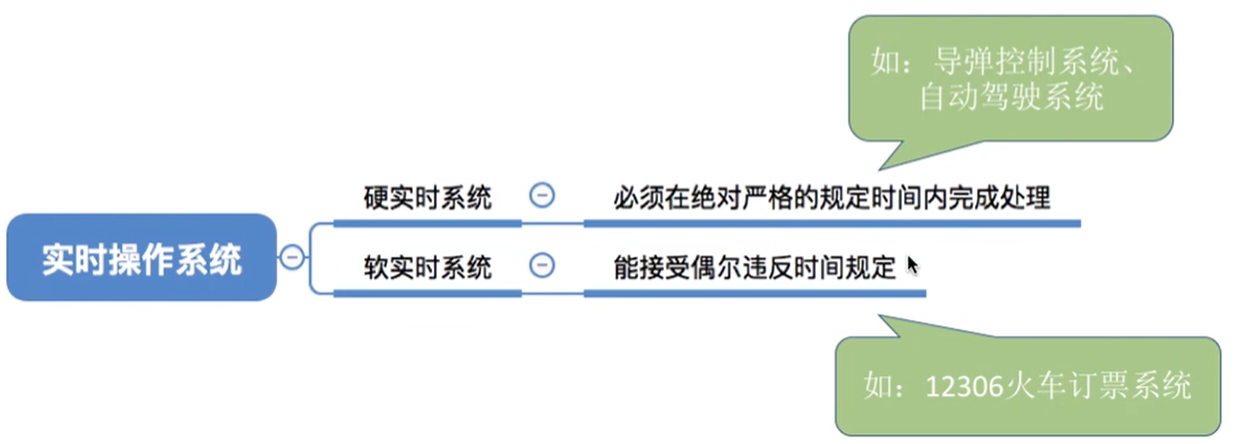 如：导弹控制系统、
自动驾驶系统
硬实时系统
必须在绝对严格的规定时间内完成处理
实时操作系统
软实时系统
能接受偶尔违反时间规定
如：12306火车订票系统